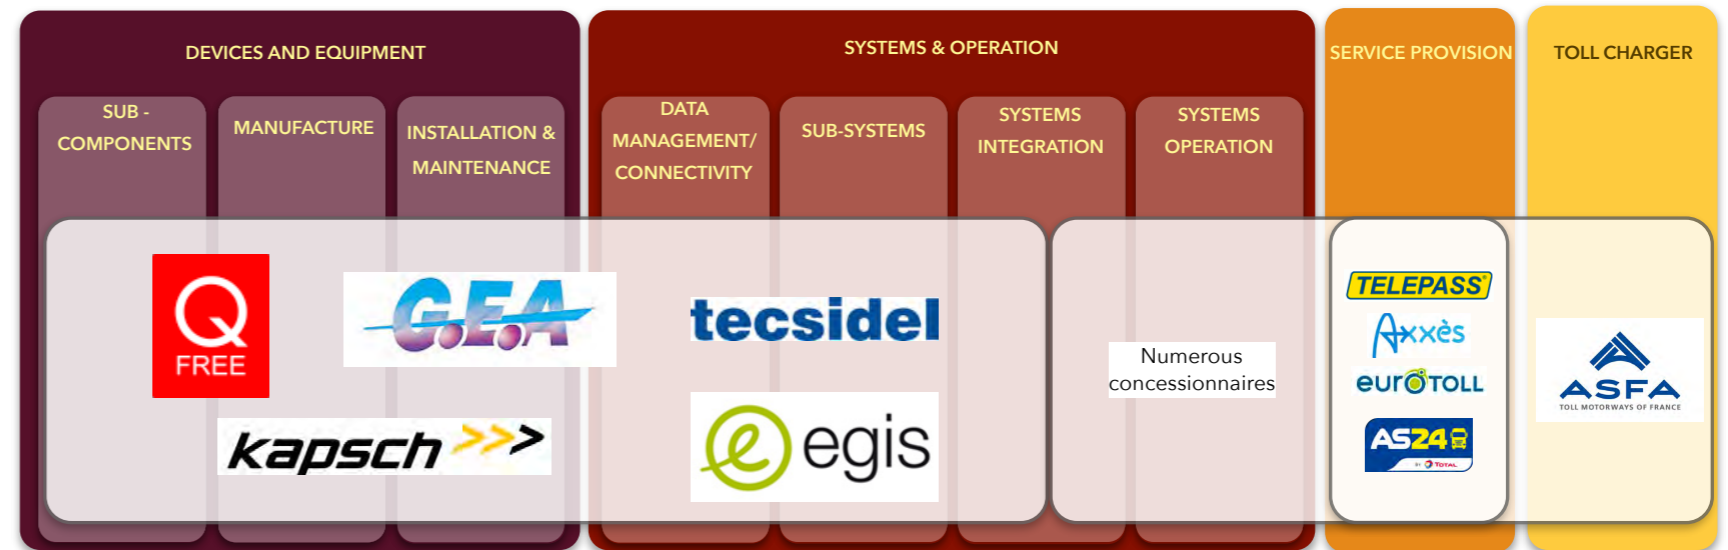 DEVICES AND EQUIPMENT
SYSTEMS & OPERATION
SERVICE PROVISION
TOLL CHARGER
SUB -
COMPONENTS
MANUFACTURE
INSTALLATION &
MAINTENANCE
DATA
MANAGEMENT/
CONNECTIVITY
SUB-SYSTEMS
SYSTEMS
INTEGRATION
SYSTEMS
OPERATION
Q
FREE
G.E.A
kapsch >>>
tecsidel
e egis
Numerous
concessionnaires
TELEPASS®
Axxès
eurOTOLL
AS24
BY TOTAL
ASFA
TOLL MOTORWAYS OF FRANCE